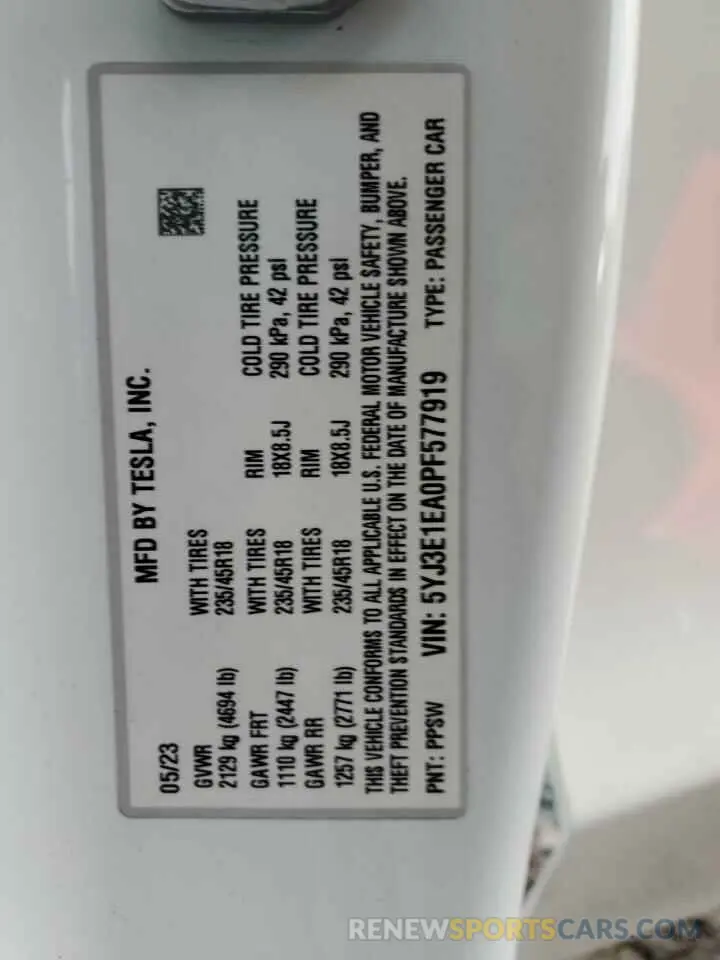 MFD BY TESLA, INC.
05/23
GVWR WITH TIRES
2129 kg (4694 lb) 235/45R18
GAWR FRT WITH TIRES RIM COLD TIRE PRESSURE
1110 kg (2447 lb) 235/45R18 18X8.5J 290 kPa, 42 psi
GAWR RR WITH TIRES RIM COLD TIRE PRESSURE
1257 kg (2771 lb) 235/45R18 18X8.5J 290 kPa, 42 psi
THIS VEHICLE CONFORMS TO ALL APPLICABLE U.S. FEDERAL MOTOR VEHICLE SAFETY, BUMPER, AND
THEFT PREVENTION STANDARDS IN EFFECT ON THE DATE OF MANUFACTURE SHOWN ABOVE.
PNT: PPSW VIN: 5YJ3E1EA0PF577919 TYPE: PASSENGER CAR
RENEWSPORTSCARS.COM